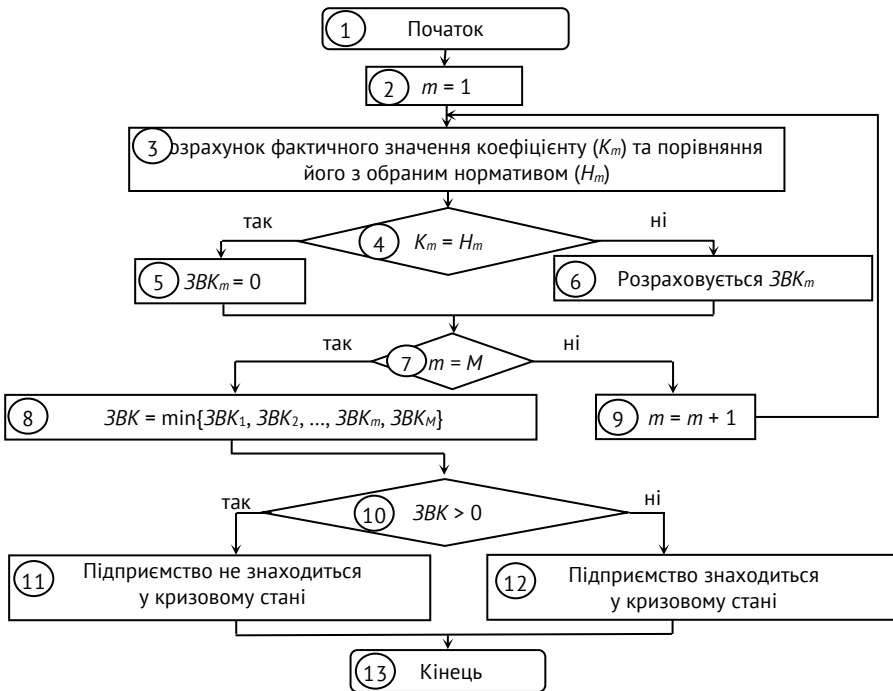 1 Початок
2 m = 1
3 озрахунок фактичного значення коефіцієнту (Kₘ) та порівняння
його з обраним нормативом (Hₘ)
так
ні
4 Kₘ = Hₘ
5 ЗВКₘ = 0
6 Розраховується ЗВКₘ
так
ні
7 m = M
8 ЗВК = min{ЗВК₁, ЗВК₂, ..., ЗВКₘ, ЗВК_M}
9 m = m + 1
так
ні
10 ЗВК > 0
11 Підприємство не знаходиться
у кризовому стані
12 Підприємство знаходиться
у кризовому стані
13 Кінець